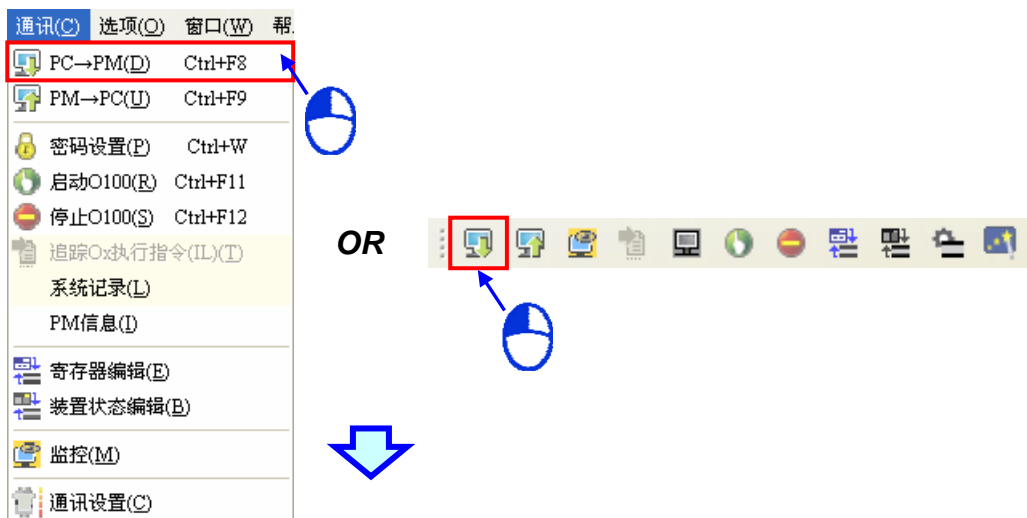 通讯(C) 选项(O) 窗口(W) 帮
PC→PM(D) Ctrl+F8
PM→PC(U) Ctrl+F9
密码设置(P) Ctrl+W
启动O100(R) Ctrl+F11
停止O100(S) Ctrl+F12
追踪Ox执行指令(IL)(T)
系统记录(L)
PM信息(I)
寄存器编辑(E)
装置状态编辑(B)
监控(M)
通讯设置(C)
OR